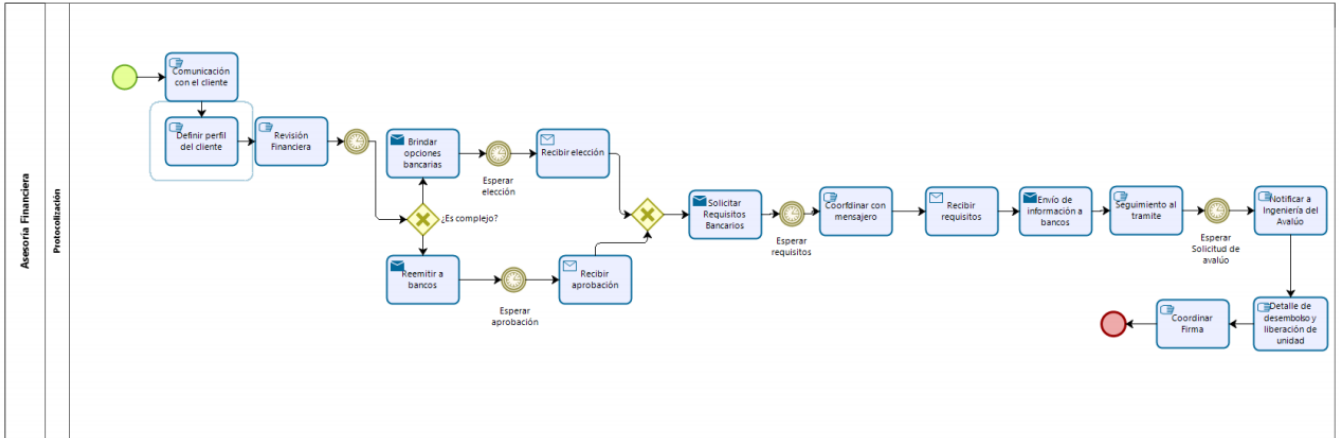 Asesoría Financiera
Protocolización
Comunicación
con el cliente
Definir perfil
del cliente
Revisión
Financiera
Brindar
opciones
bancarias
Esperar
elección
Recibir elección
¿Es complejo?
Reemitir a
bancos
Esperar
aprobación
Recibir
aprobación
Solicitar
Requisitos
Bancarios
Esperar
requisitos
Coorfdinar con
mensajero
Recibir
requisitos
Envío de
información a
bancos
Seguimiento al
tramite
Esperar
Solicitud de
avalúo
Notificar a
Ingeniería del
Avalúo
Detalle de
desembolso y
liberación de
unidad
Coordinar
Firma